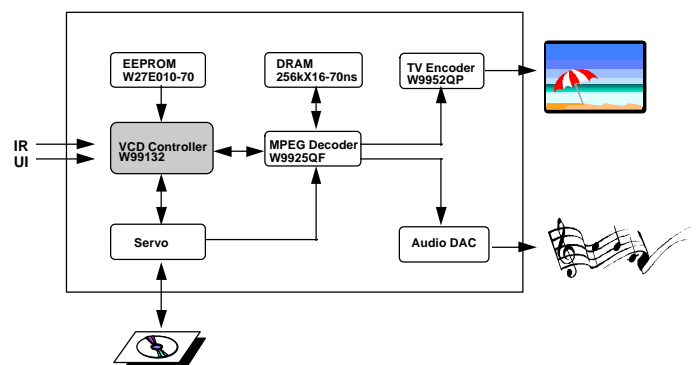 EEPROM
W27E010-70
DRAM
256kX16-70ns
TV Encoder
W9952QP
IR
UI
VCD Controller
W99132
MPEG Decoder
W9925QF
Servo
Audio DAC